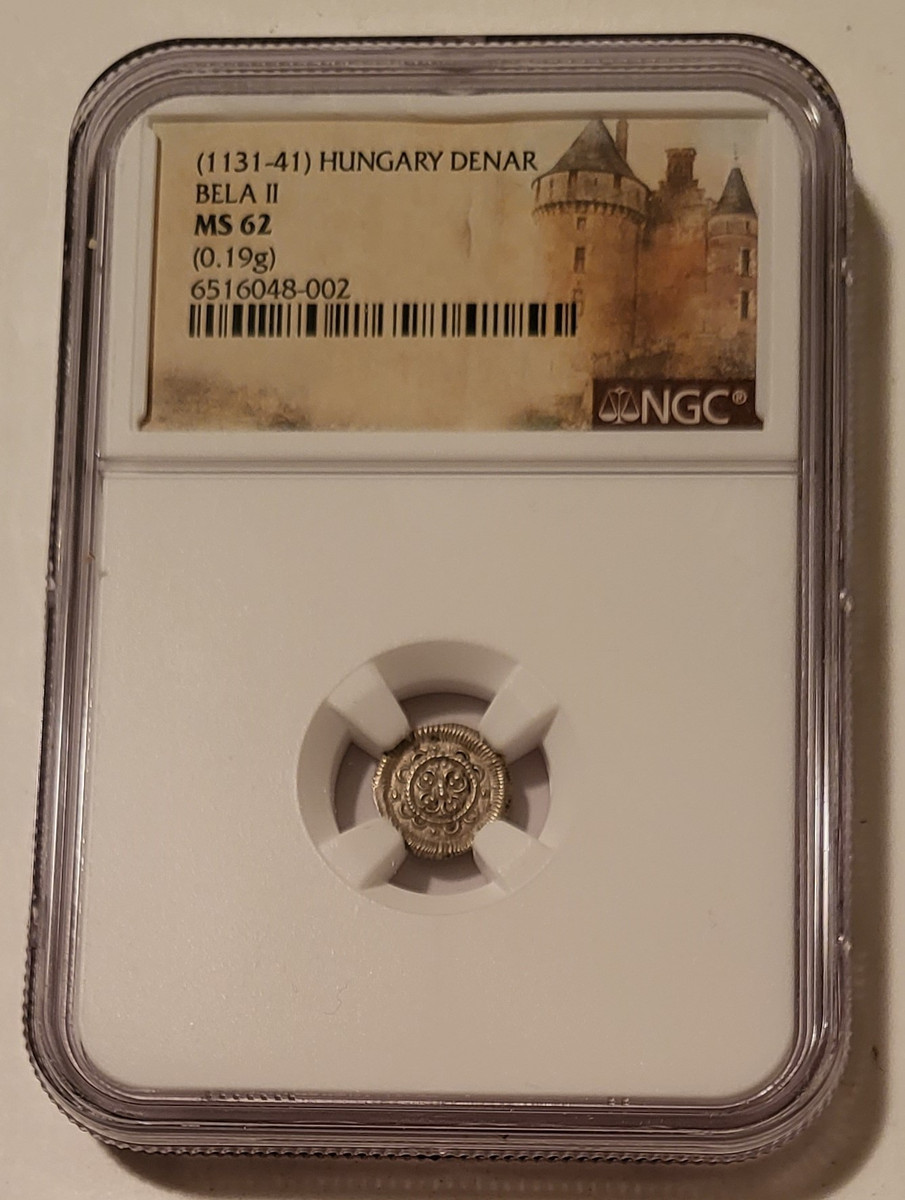 (1131-41) HUNGARY DENAR
BELA II
MS 62
(0.19g)
6516048-002
NGC®